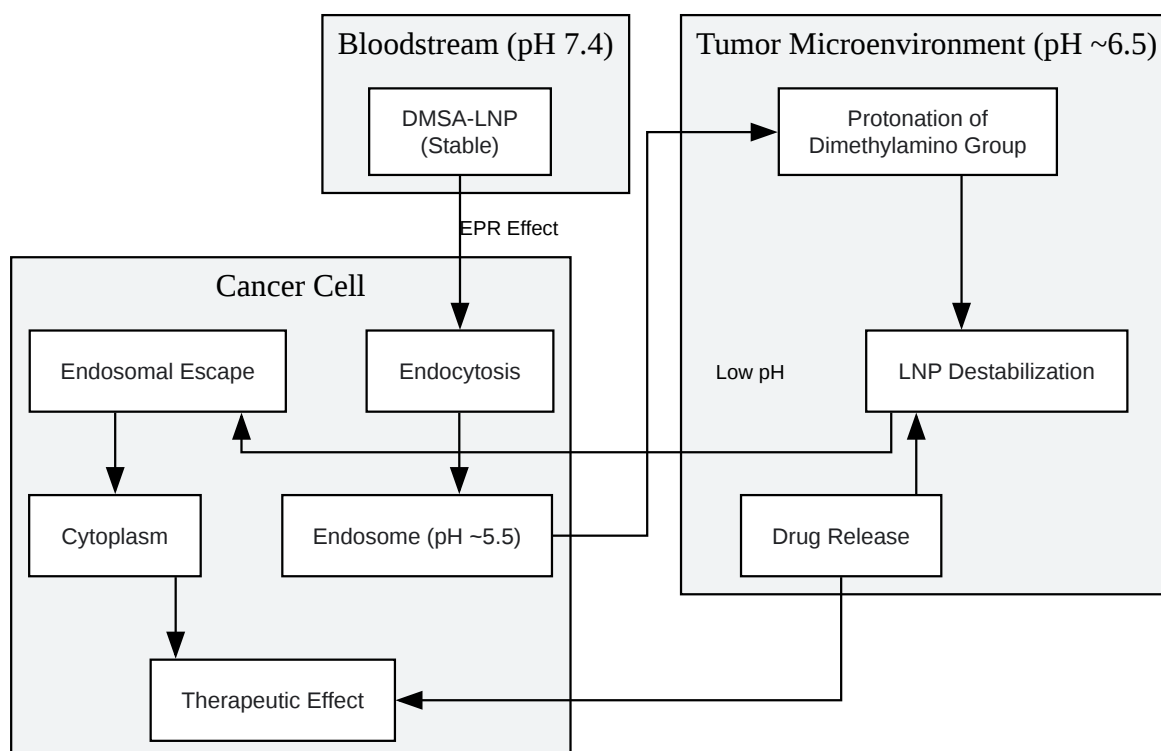 Bloodstream (pH 7.4)
DMSA-LNP
(Stable)
EPR Effect
Tumor Microenvironment (pH ~6.5)
Protonation of
Dimethylamino Group
LNP Destabilization
Low pH
Drug Release
Cancer Cell
Endosomal Escape
Endocytosis
Cytoplasm
Endosome (pH ~5.5)
Therapeutic Effect